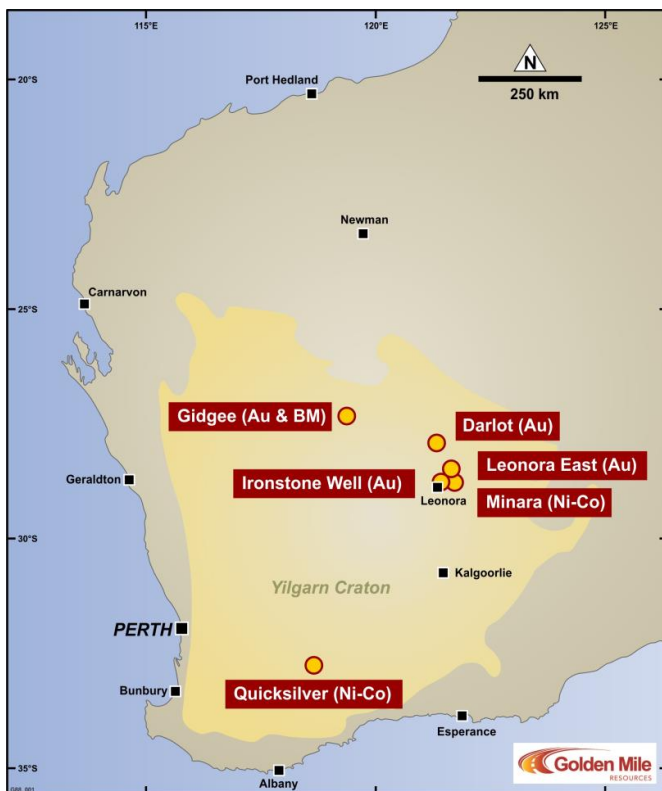 115°E
120°E
125°E
20°S
Port Hedland
N
250 km
Newman
Carnarvon
25°S
Gidgee (Au & BM)
Darlot (Au)
Leonora East (Au)
Geraldton
Ironstone Well (Au)
Leonora
Minara (Ni-Co)
30°S
Kalgoorlie
Yilgarn Craton
PERTH
Bunbury
Quicksilver (Ni-Co)
Esperance
35°S
Albany
Golden Mile
RESOURCES